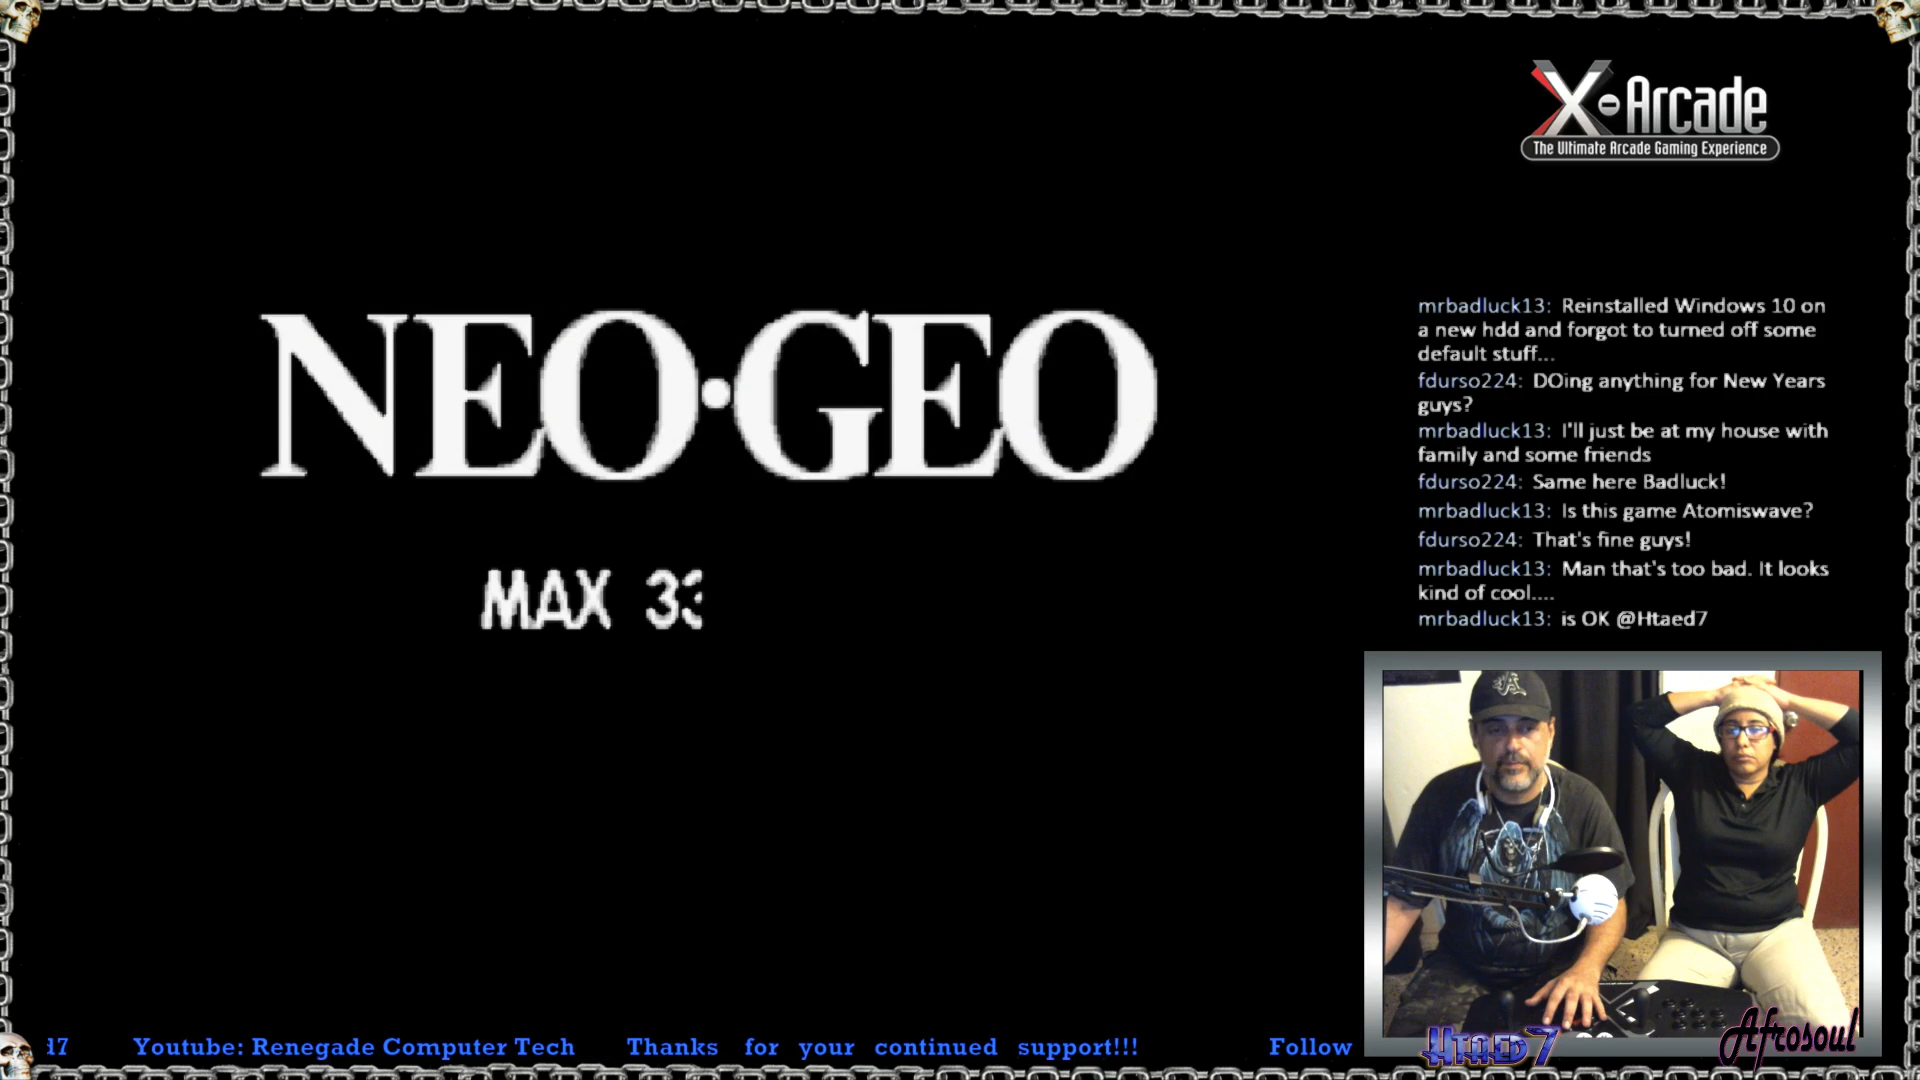 X-Arcade
The Ultimate Arcade Gaming Experience
NEO·GEO
MAX 33
mrbadluck13: Reinstalled Windows 10 on
a new hdd and forgot to turned off some
default stuff...
fdurso224: DOing anything for New Years
guys?
mrbadluck13: I'll just be at my house with
family and some friends
fdurso224: Same here Badluck!
mrbadluck13: Is this game Atomiswave?
fdurso224: That's fine guys!
mrbadluck13: Man that's too bad. It looks
kind of cool....
mrbadluck13: is OK @Htaed7
Htaed7
Afrosoul
d7 Youtube: Renegade Computer Tech Thanks for your continued support!!! Follow